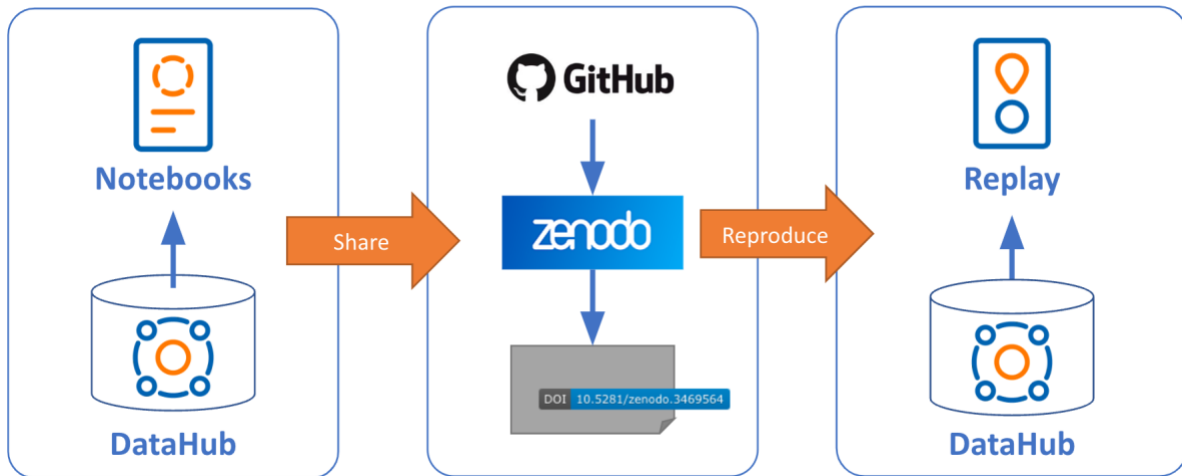 Notebooks
DataHub
Share
GitHub
zenodo
DOI 10.5281/zenodo.3469564
Reproduce
Replay
DataHub